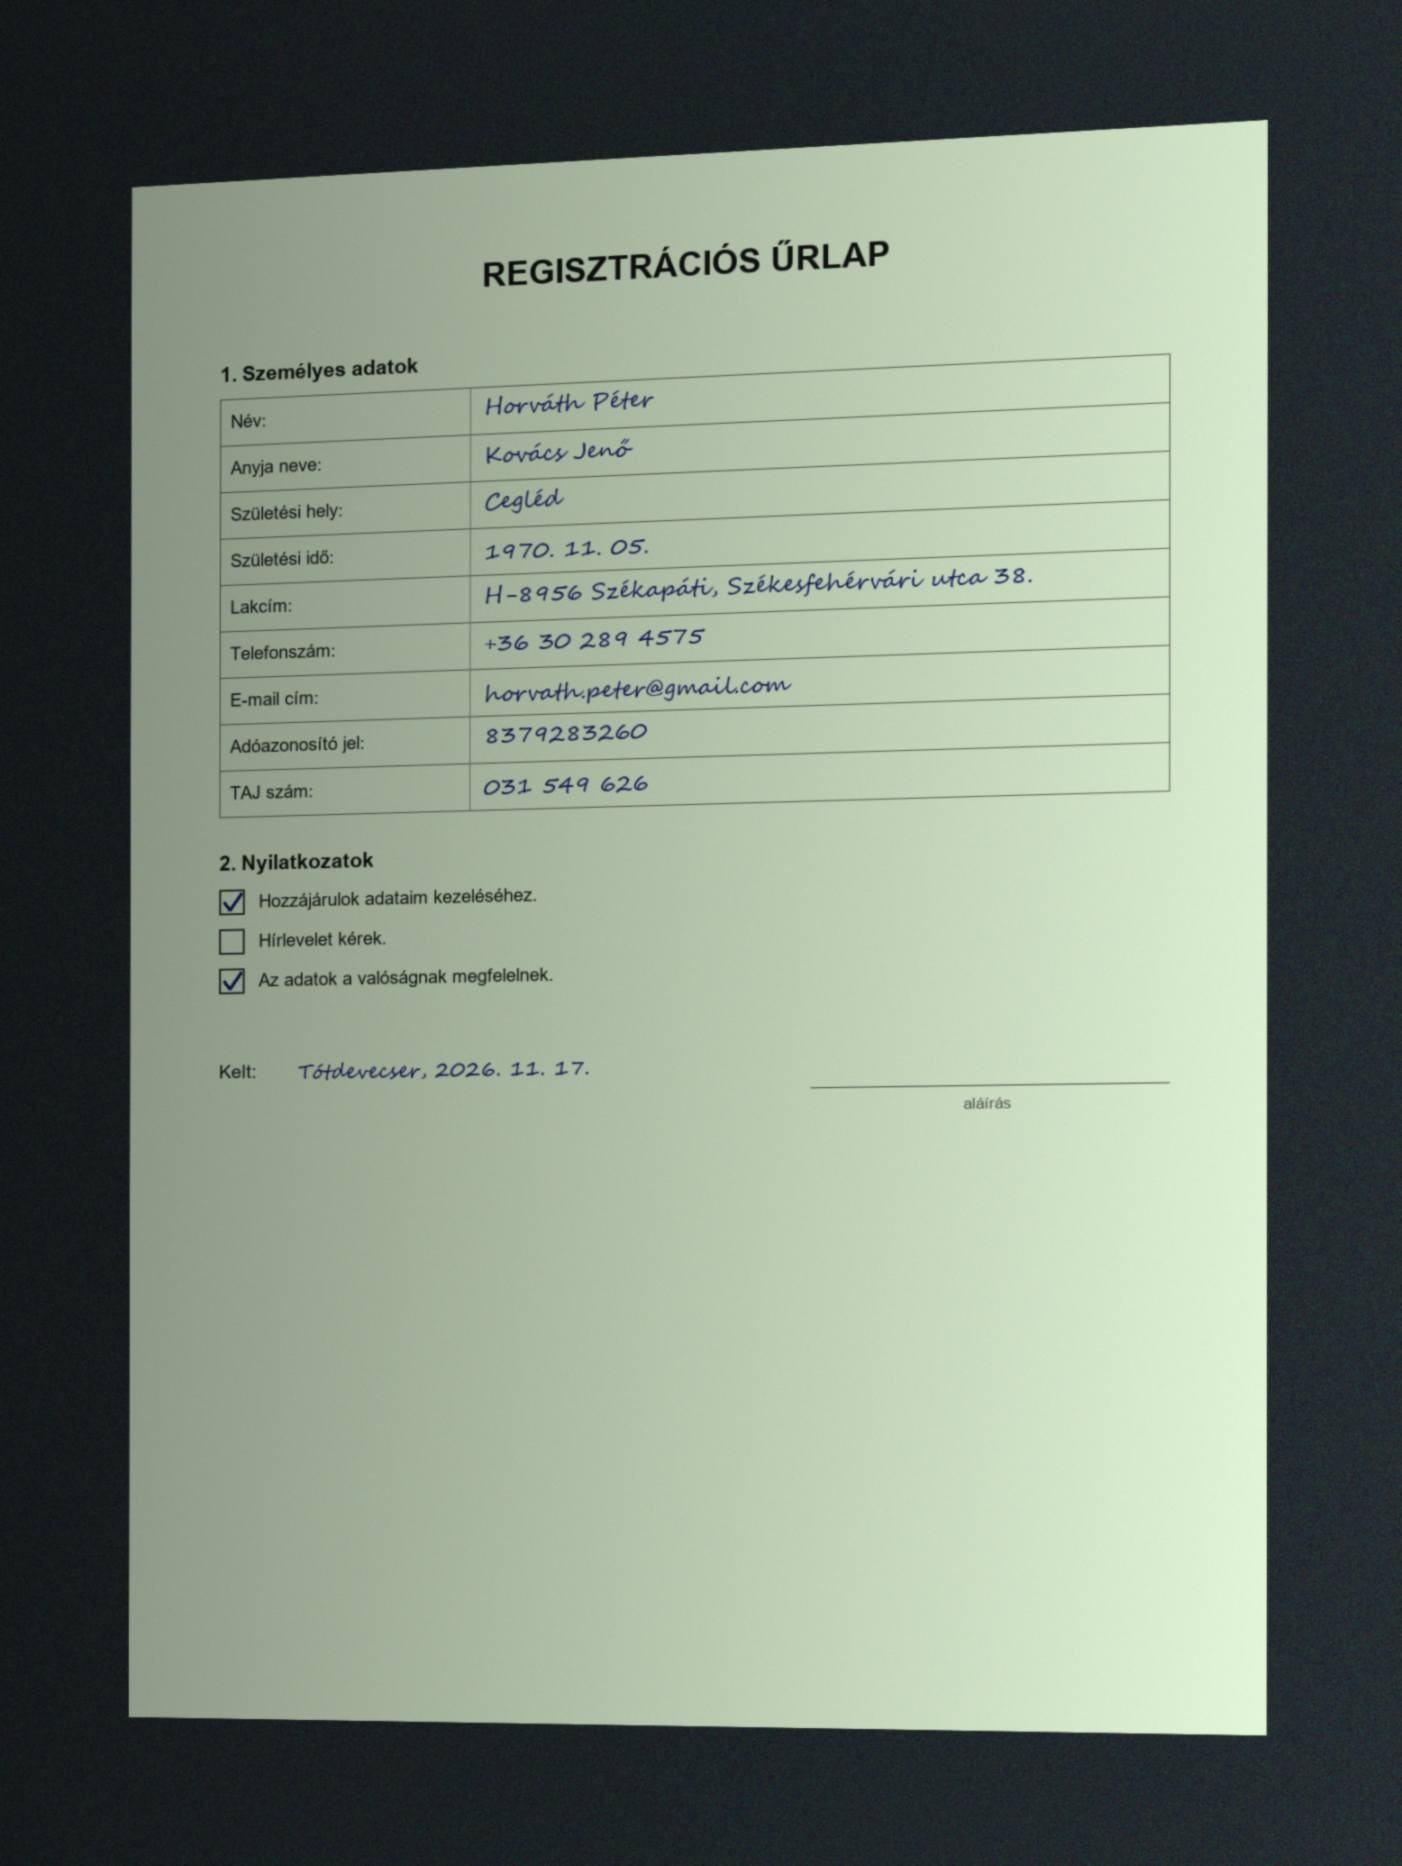 REGISZTRÁCIÓS ŰRLAP
1. Személyes adatok
Név: Horváth Péter
Anyja neve: Kovács Jenő
Születési hely: Cegléd
Születési idő: 1970. 11. 05.
Lakcím: H-8956 Székapáti, Székesfehérvári utca 38.
Telefonszám: +36 30 289 4575
E-mail cím: horvath.peter@gmail.com
Adóazonosító jel: 8379283260
TAJ szám: 031 549 626
2. Nyilatkozatok
Hozzájárulok adataim kezeléséhez.
Hírlevelet kérek.
Az adatok a valóságnak megfelelnek.
Kelt: Tótdevecser, 2026. 11. 17.
aláírás